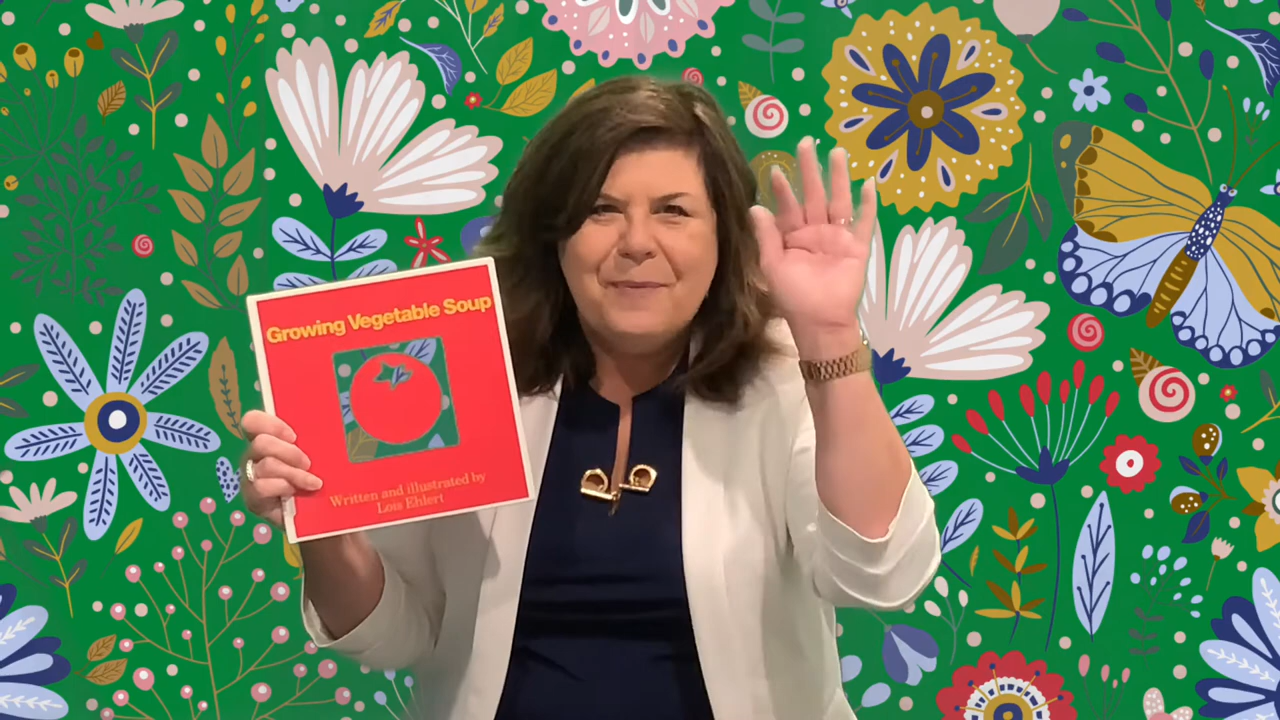 Growing Vegetable Soup
Written and illustrated by
Lois Ehlert